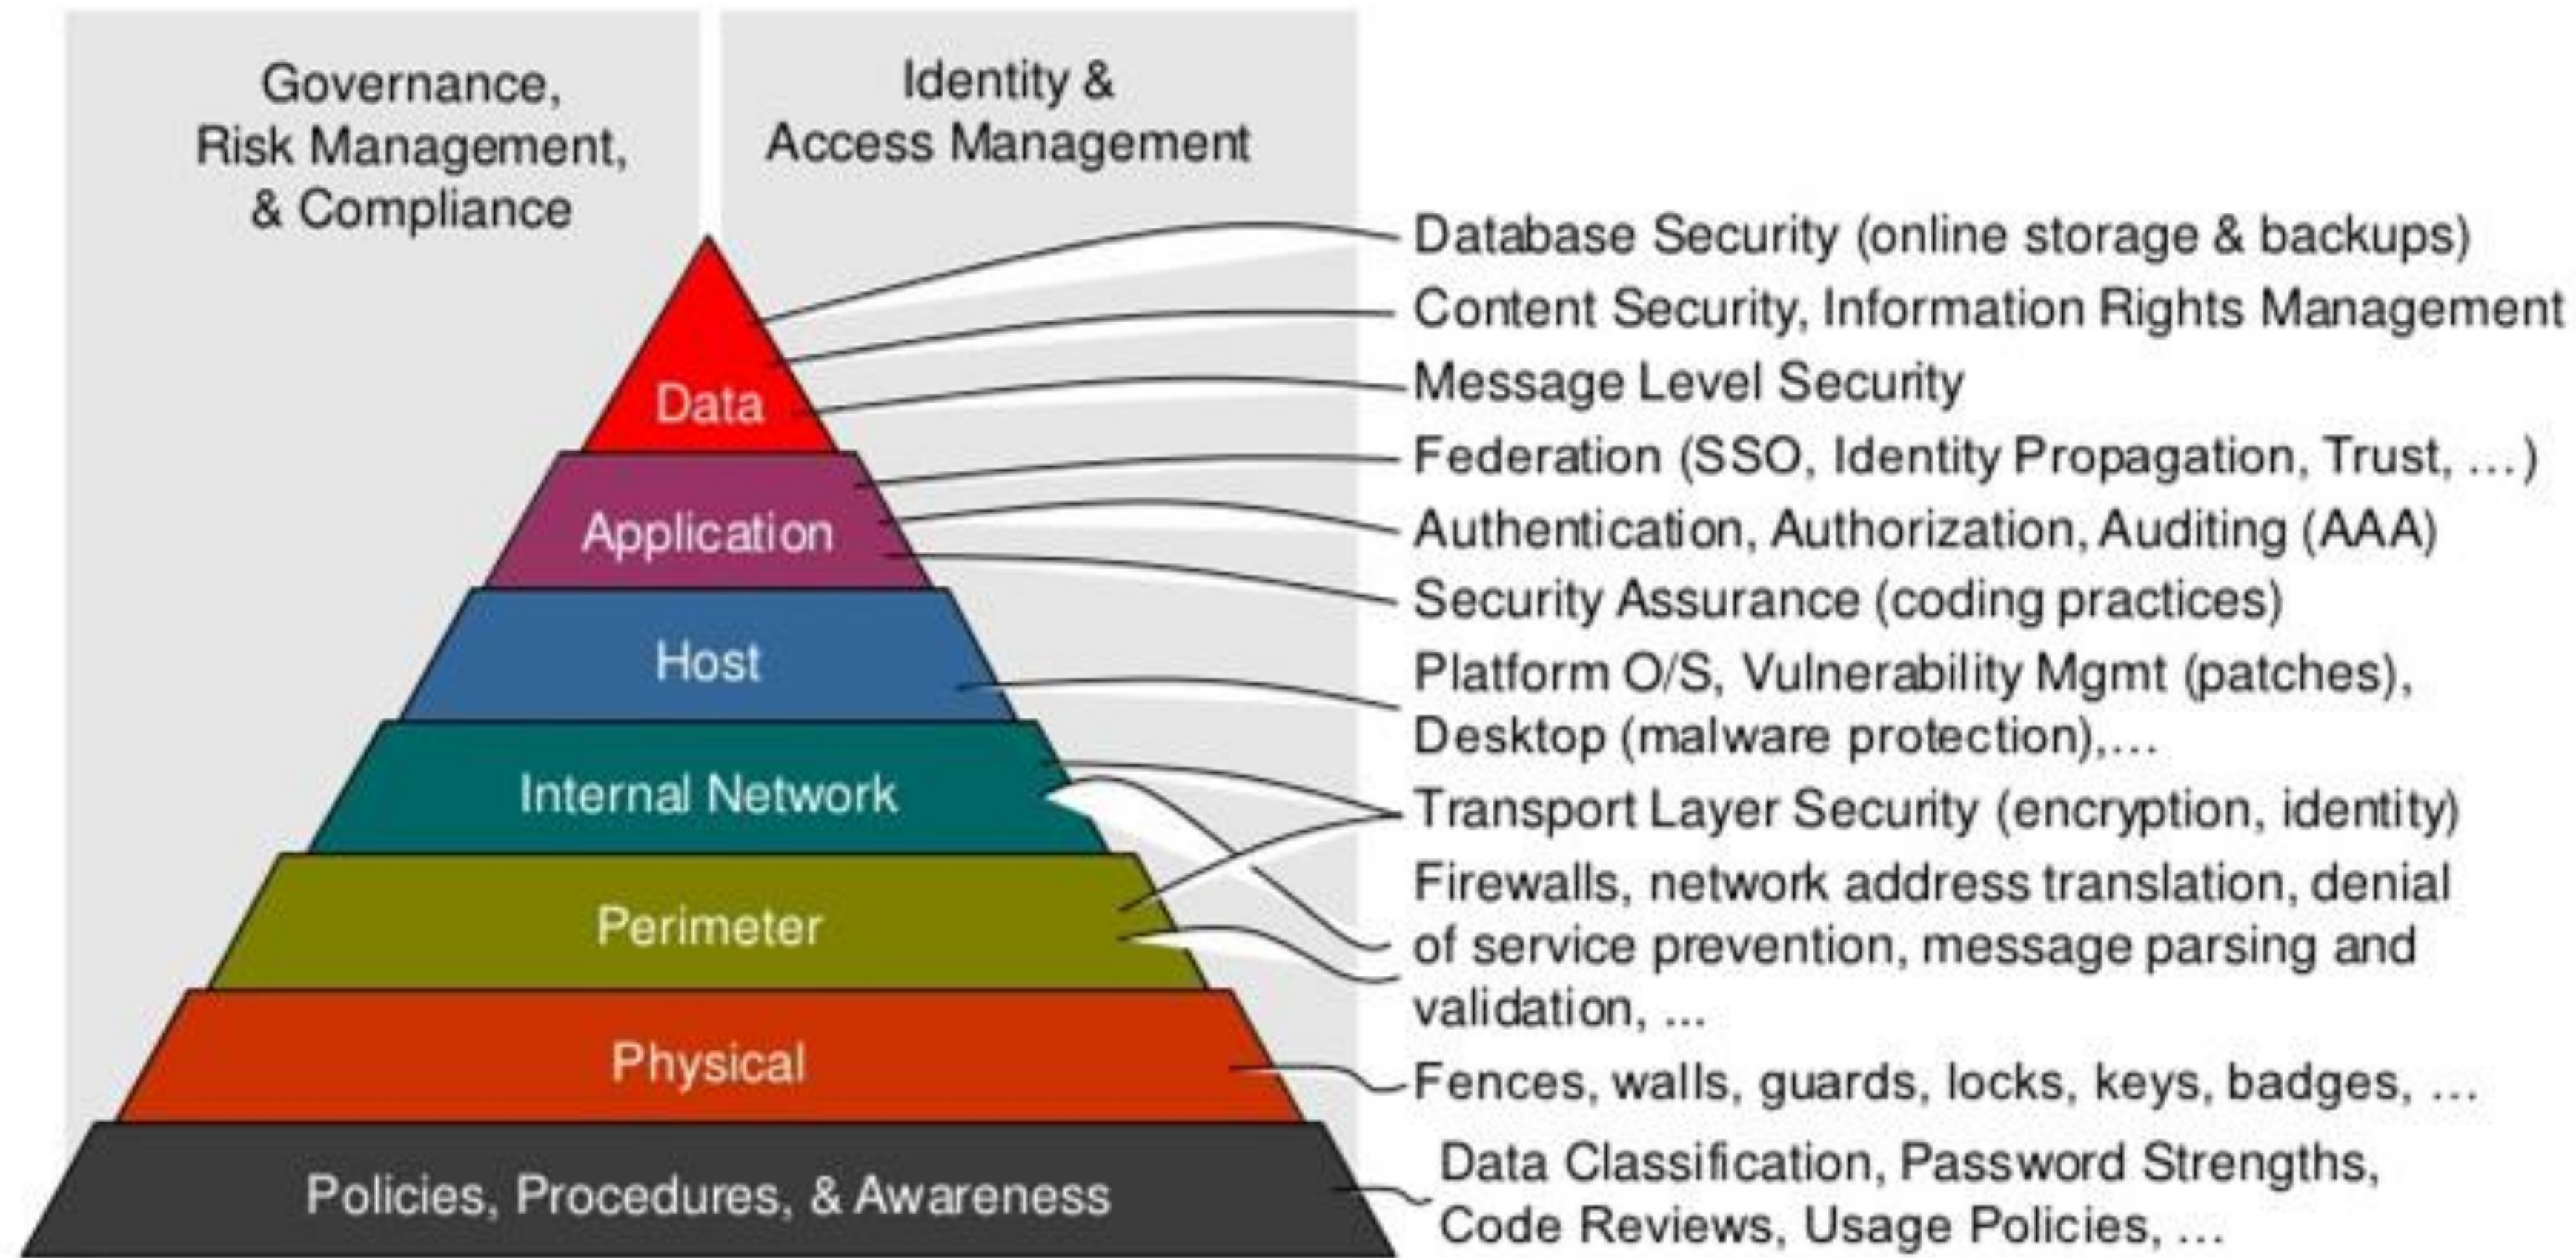 Governance,
Risk Management,
& Compliance
Identity &
Access Management
Data
Application
Host
Internal Network
Perimeter
Physical
Policies, Procedures, & Awareness
Database Security (online storage & backups)
Content Security, Information Rights Management
Message Level Security
Federation (SSO, Identity Propagation, Trust, ...)
Authentication, Authorization, Auditing (AAA)
Security Assurance (coding practices)
Platform O/S, Vulnerability Mgmt (patches),
Desktop (malware protection),...
Transport Layer Security (encryption, identity)
Firewalls, network address translation, denial
of service prevention, message parsing and
validation, ...
Fences, walls, guards, locks, keys, badges, ...
Data Classification, Password Strengths,
Code Reviews, Usage Policies, ...